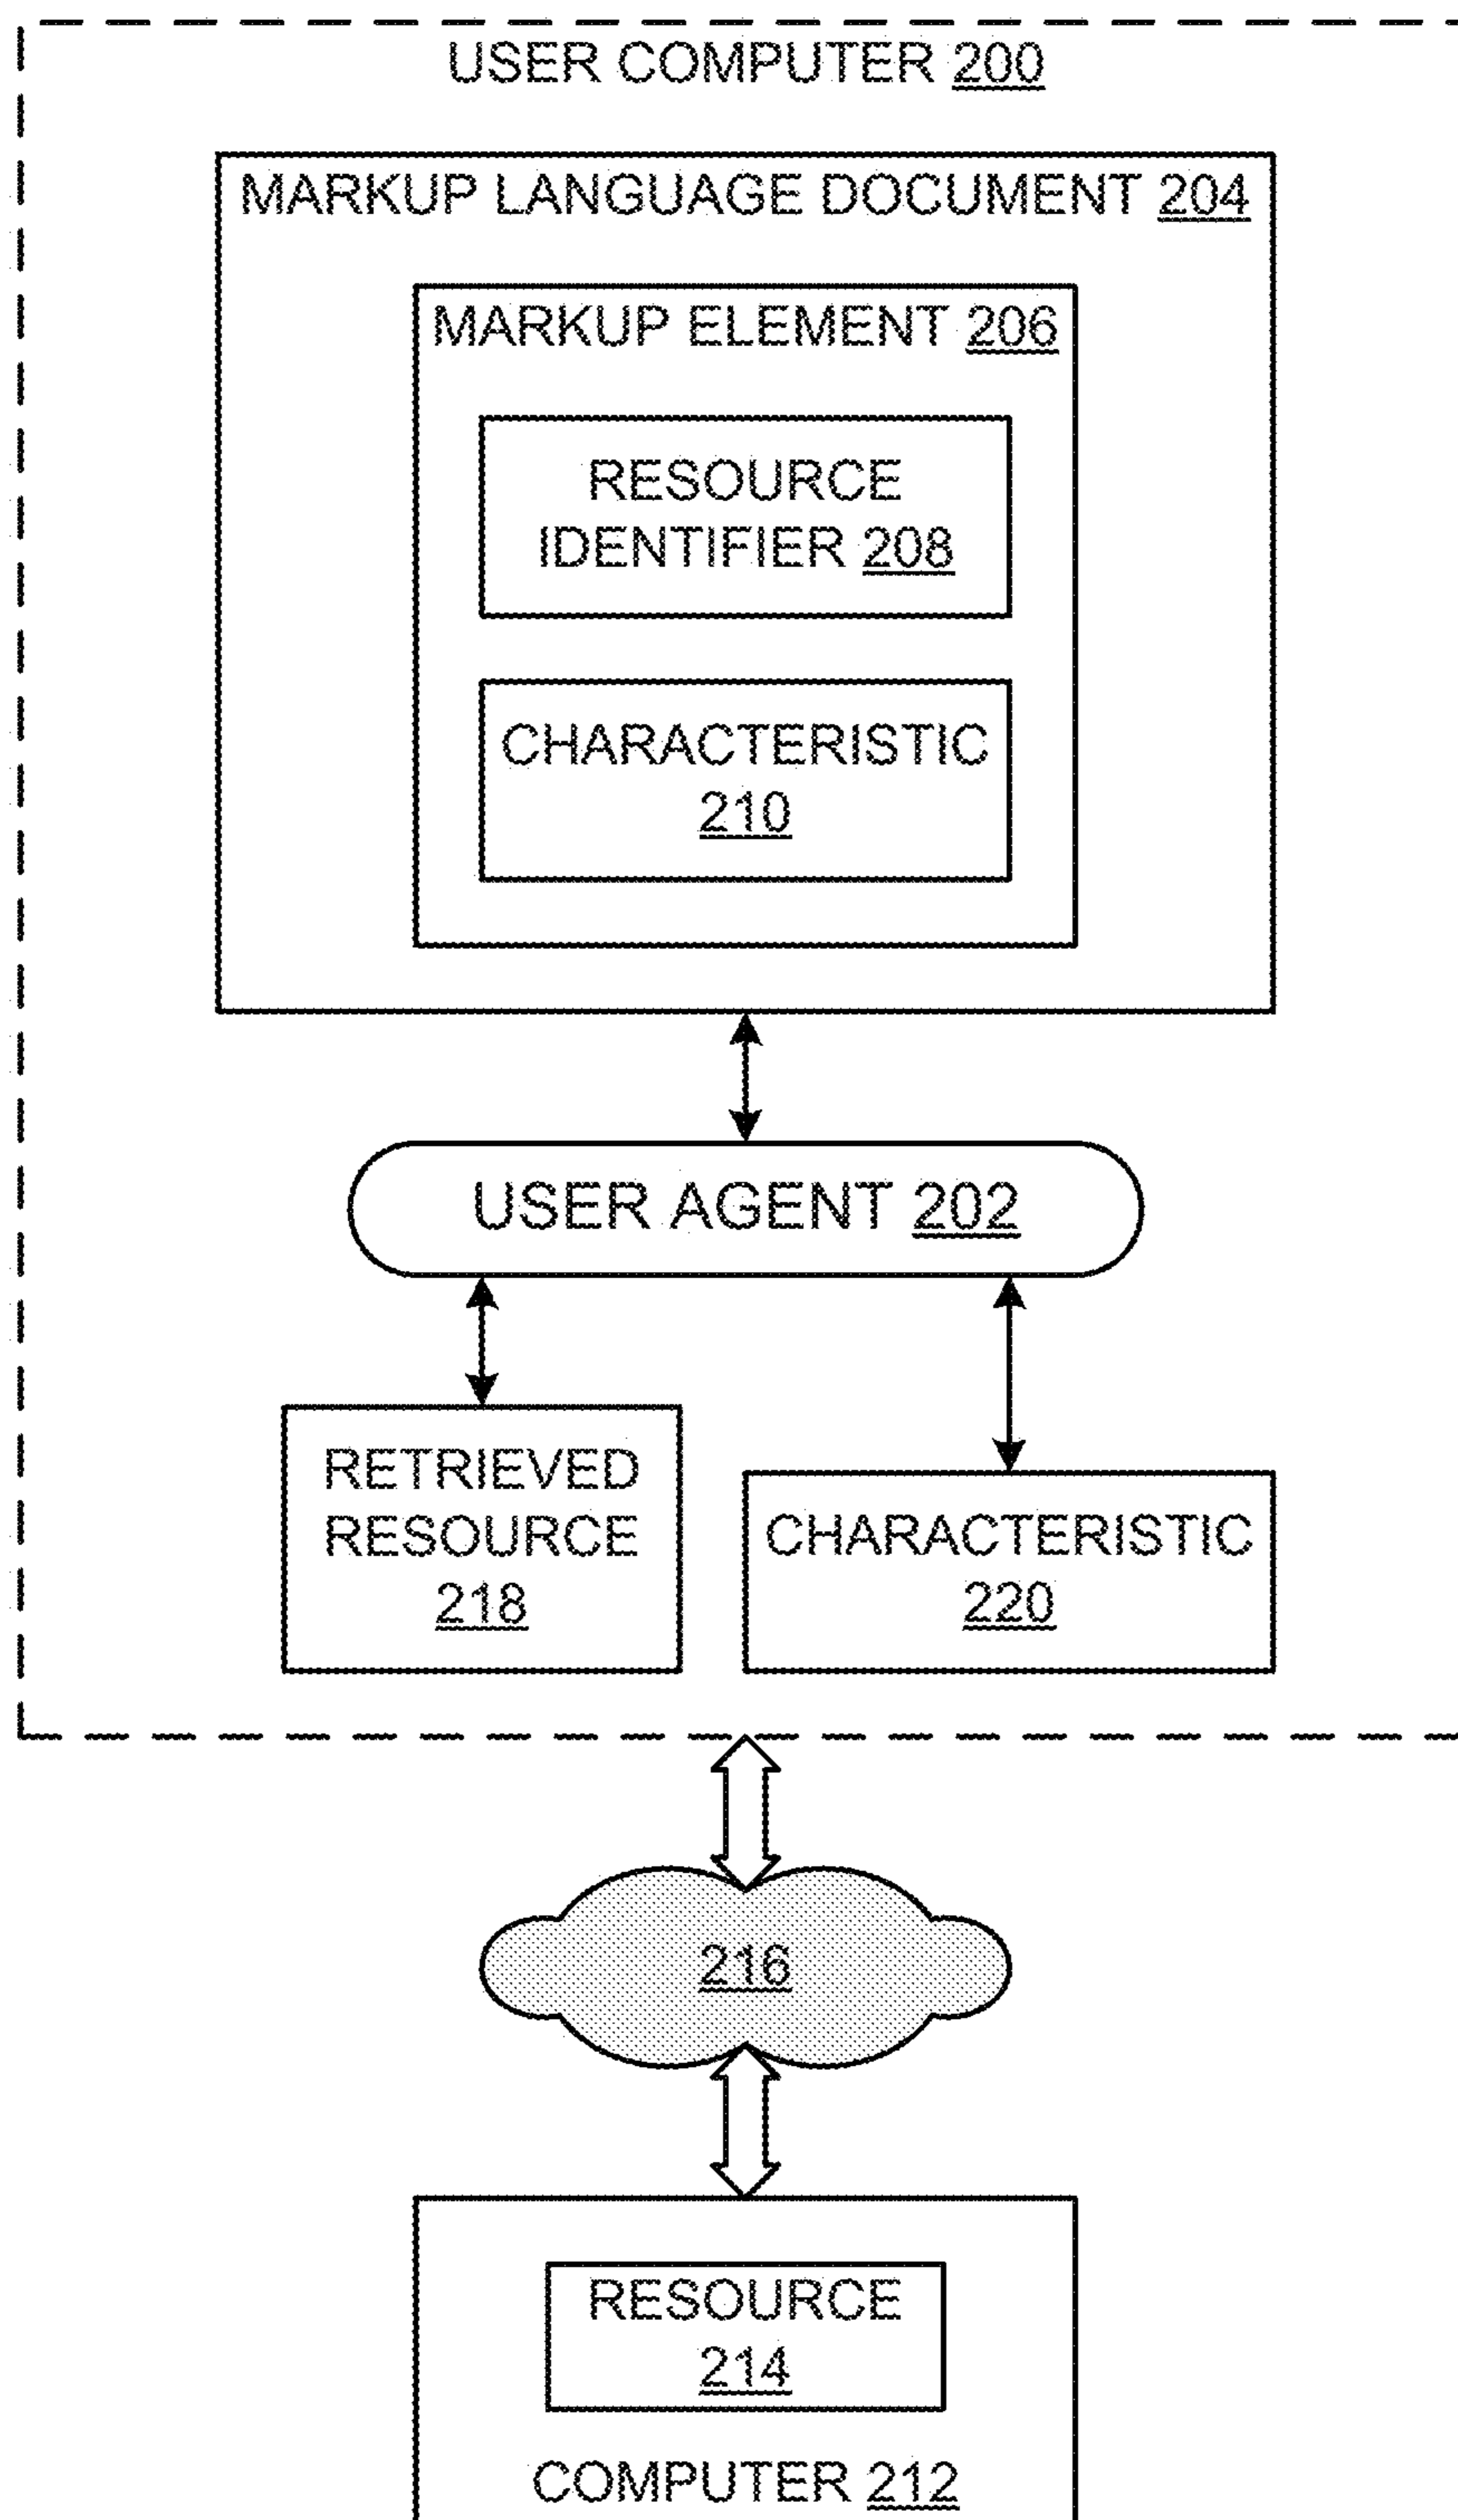 USER COMPUTER 200
MARKUP LANGUAGE DOCUMENT 204
MARKUP ELEMENT 206
RESOURCE
IDENTIFIER 208
CHARACTERISTIC
210
USER AGENT 202
RETRIEVED
RESOURCE
218
CHARACTERISTIC
220
216
RESOURCE
214
COMPUTER 212